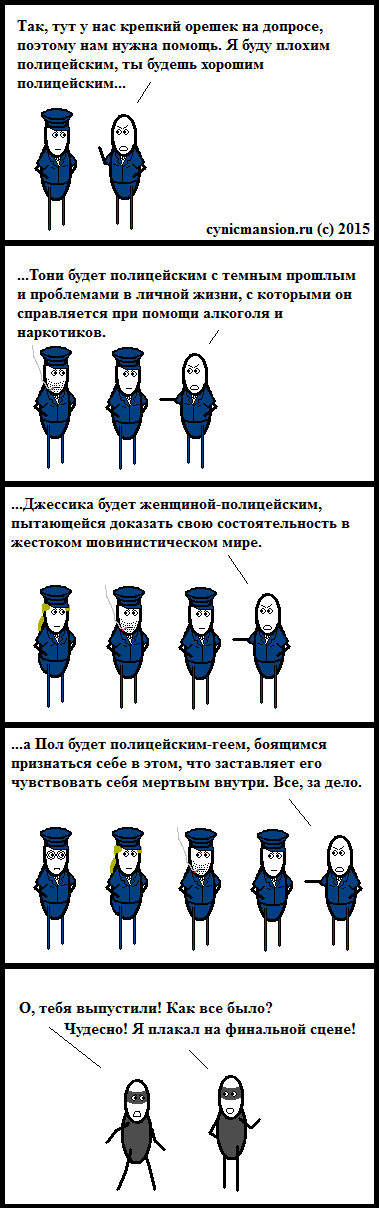 Так, тут у нас крепкий орешек на допросе,
поэтому нам нужна помощь. Я буду плохим
полицейским, ты будешь хорошим
полицейским...
cynicmansion.ru (c) 2015
...Тони будет полицейским с темным прошлым
и проблемами в личной жизни, с которыми он
справляется при помощи алкоголя и
наркотиков.
...Джессика будет женщиной-полицейским,
пытающейся доказать свою состоятельность в
жестоком шовинистическом мире.
...а Пол будет полицейским-геем, боящимся
признаться себе в этом, что заставляет его
чувствовать себя мертвым внутри. Все, за дело.
О, тебя выпустили! Как все было?
Чудесно! Я плакал на финальной сцене!